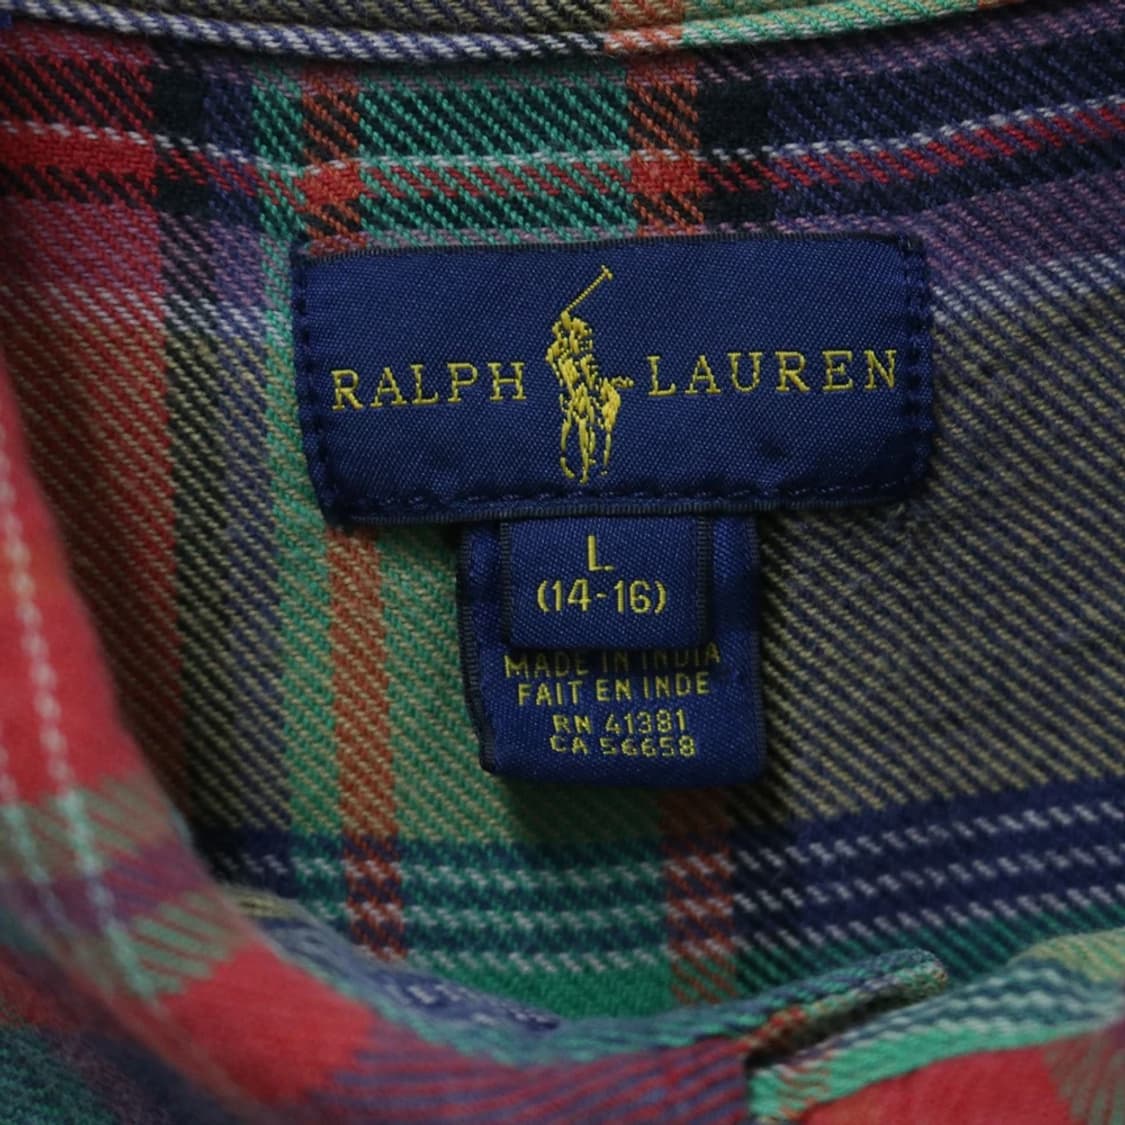 RALPH LAUREN
L
(14-16)
MADE IN INDIA
FAIT EN INDE
RN 41381
CA 56658